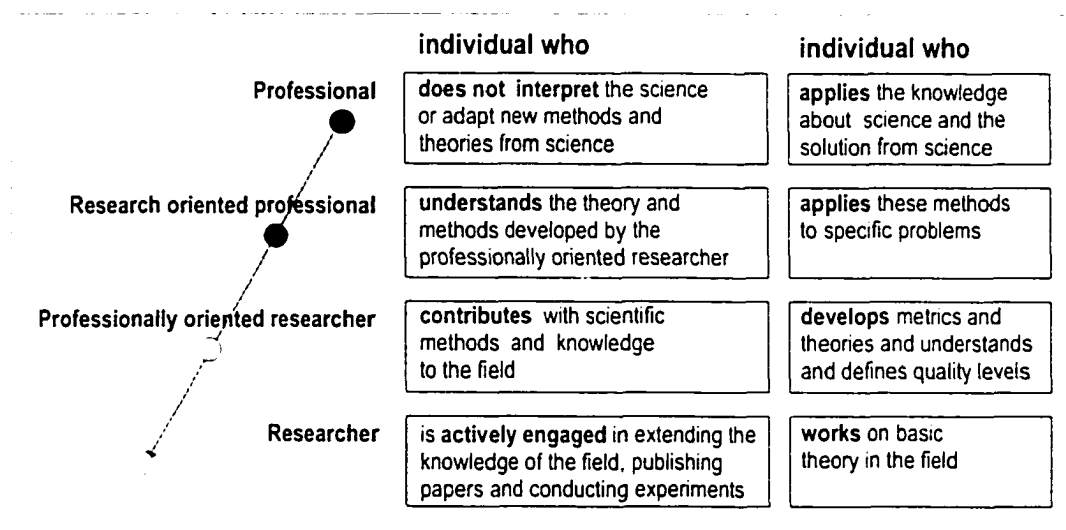 individual who
individual who
Professional
does not interpret the science
or adapt new methods and
theories from science
applies the knowledge
about science and the
solution from science
Research oriented professional
understands the theory and
methods developed by the
professionally oriented researcher
applies these methods
to specific problems
Professionally oriented researcher
contributes with scientific
methods and knowledge
to the field
develops metrics and
theories and understands
and defines quality levels
Researcher
is actively engaged in extending the
knowledge of the field, publishing
papers and conducting experiments
works on basic
theory in the field